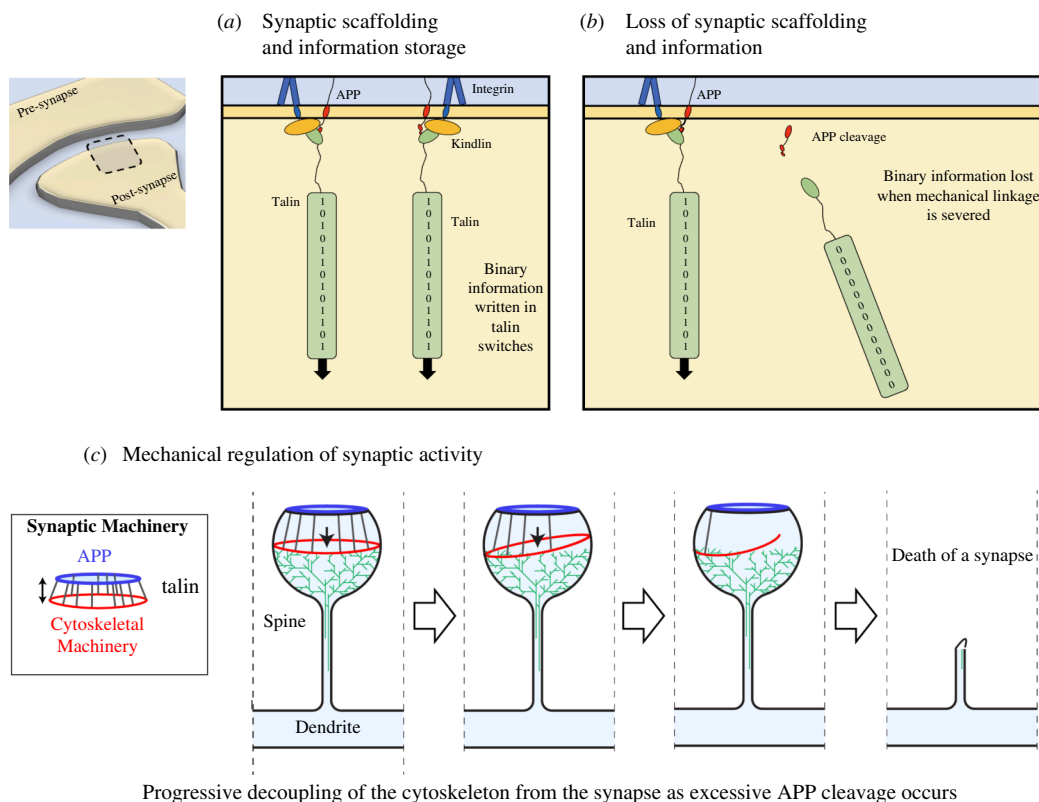 (a) Synaptic scaffolding
and information storage
(b) Loss of synaptic scaffolding
and information
Pre-synapse
Post-synapse
APP
Integrin
Kindlin
Talin
Talin
1
0
1
0
1
1
0
1
0
1
1
0
1
1
0
1
0
1
1
0
1
0
1
1
0
1
Binary
information
written in
talin
switches
APP
APP cleavage
Talin
1
0
1
0
1
1
0
1
0
1
1
0
1
Binary information lost
when mechanical linkage
is severed
0
0
0
0
0
0
0
0
0
0
0
0
0
(c) Mechanical regulation of synaptic activity
Synaptic Machinery
APP
talin
Cytoskeletal
Machinery
Spine
Dendrite
Death of a synapse
Progressive decoupling of the cytoskeleton from the synapse as excessive APP cleavage occurs